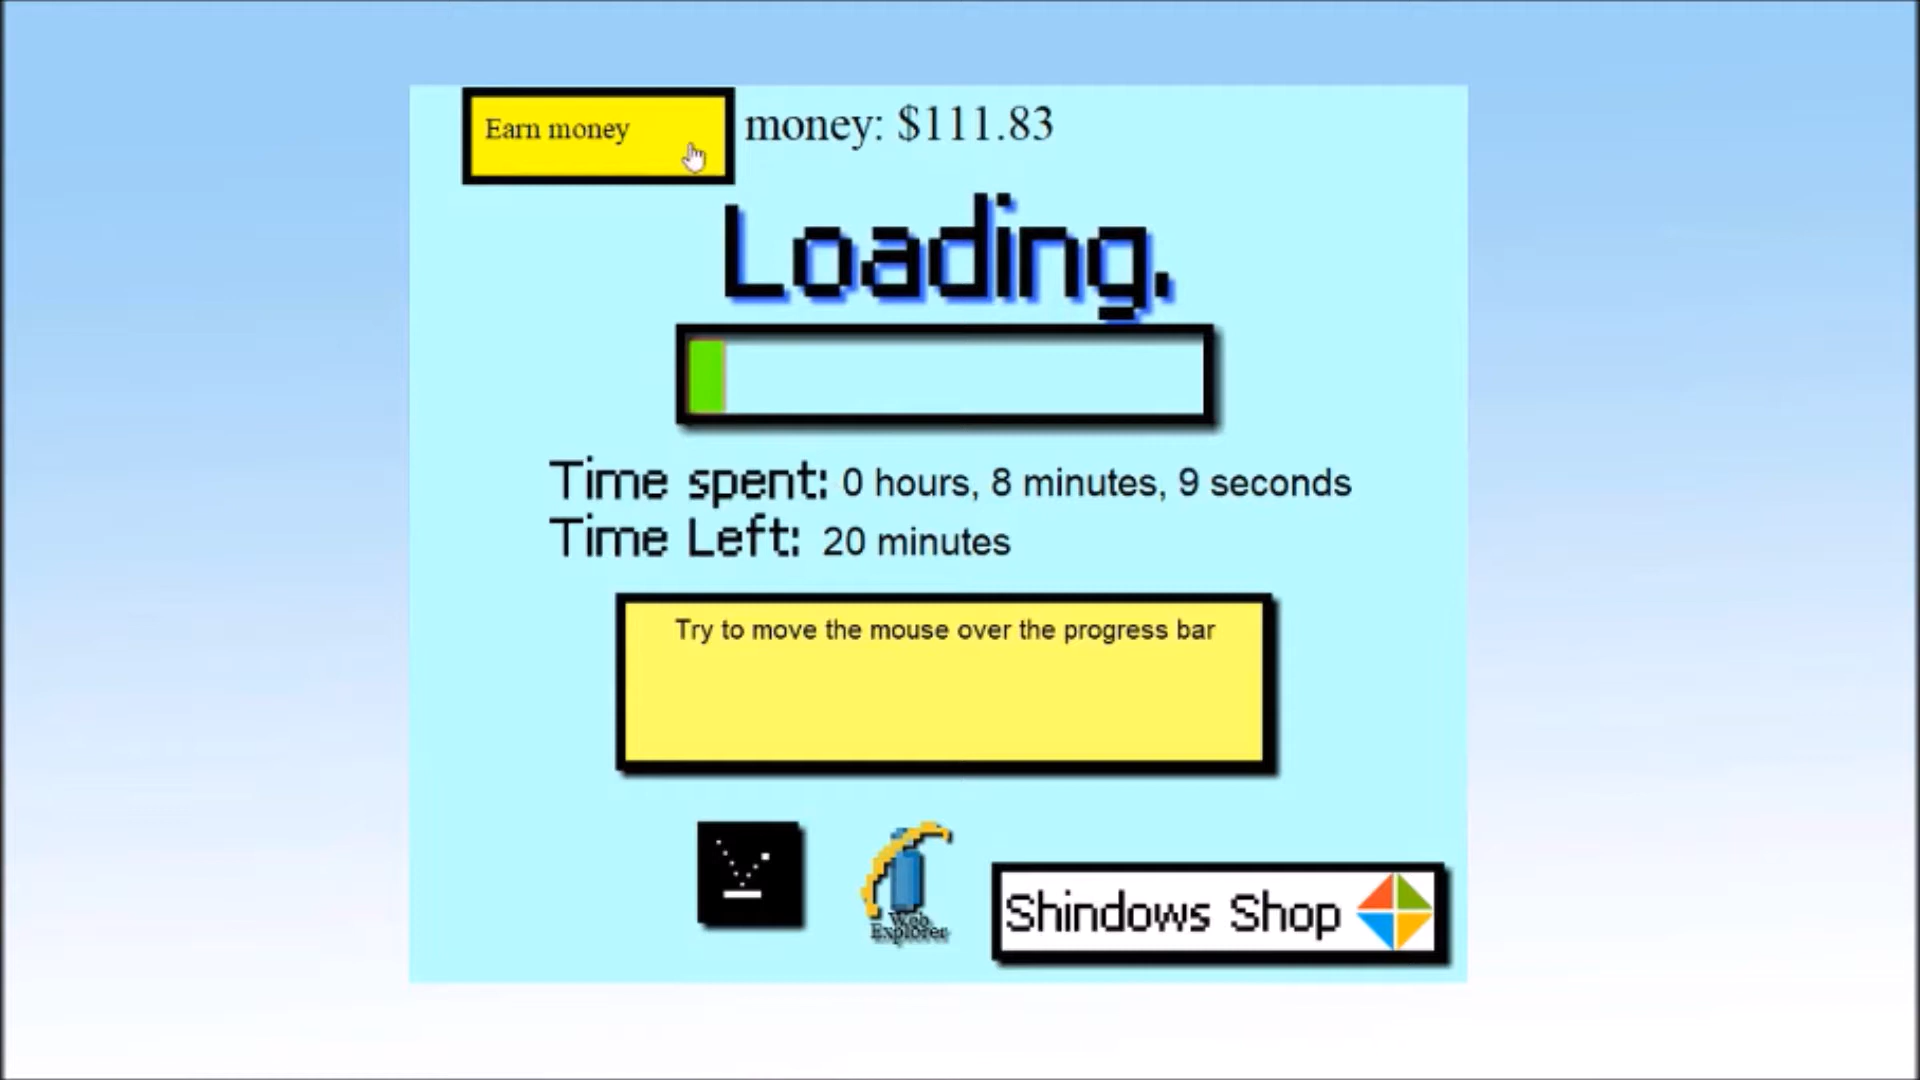 Earn money
money: $111.83
Loading.
Time spent: 0 hours, 8 minutes, 9 seconds
Time Left: 20 minutes
Try to move the mouse over the progress bar
Web
Explorer
Shindows Shop